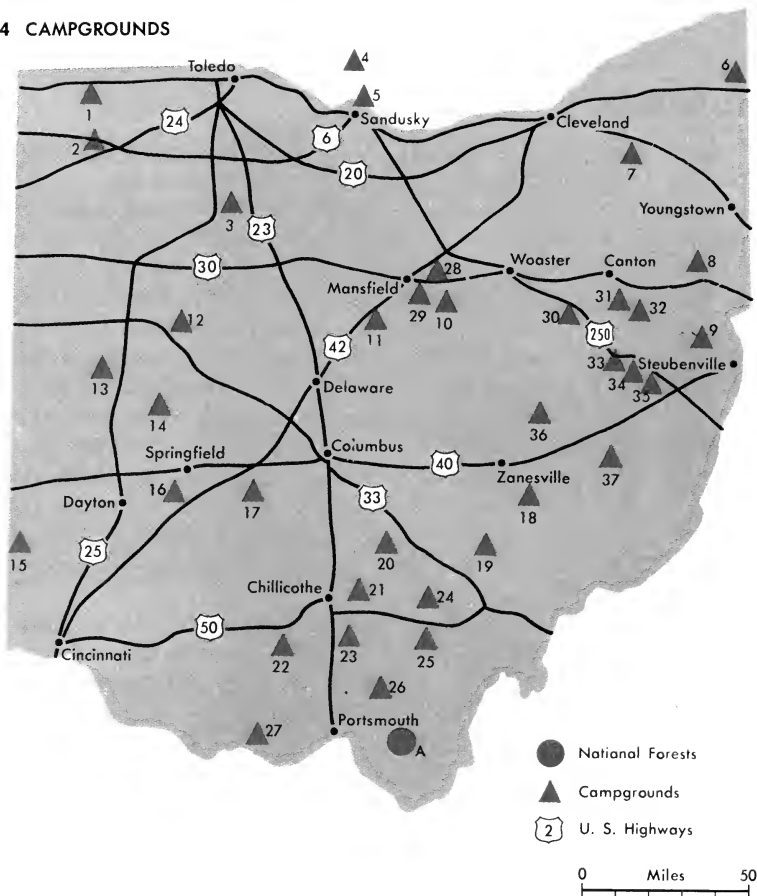 4 CAMPGROUNDS
Toledo
4
6
1
5
24
Sandusky
Cleveland
2
6
7
20
Youngstown
3
23
30
Woaster
Canton
8
28
Mansfield
29
10
31
32
12
11
30
250
9
42
33
Steubenville
13
34
35
Delaware
14
36
Columbus
Springfield
40
37
16
Zanesville
17
33
18
Dayton
25
15
20
19
Chillicothe
21
24
50
23
25
22
Cincinnati
26
Portsmouth
27
A
National Forests
Campgrounds
2 U. S. Highways
0 Miles 50